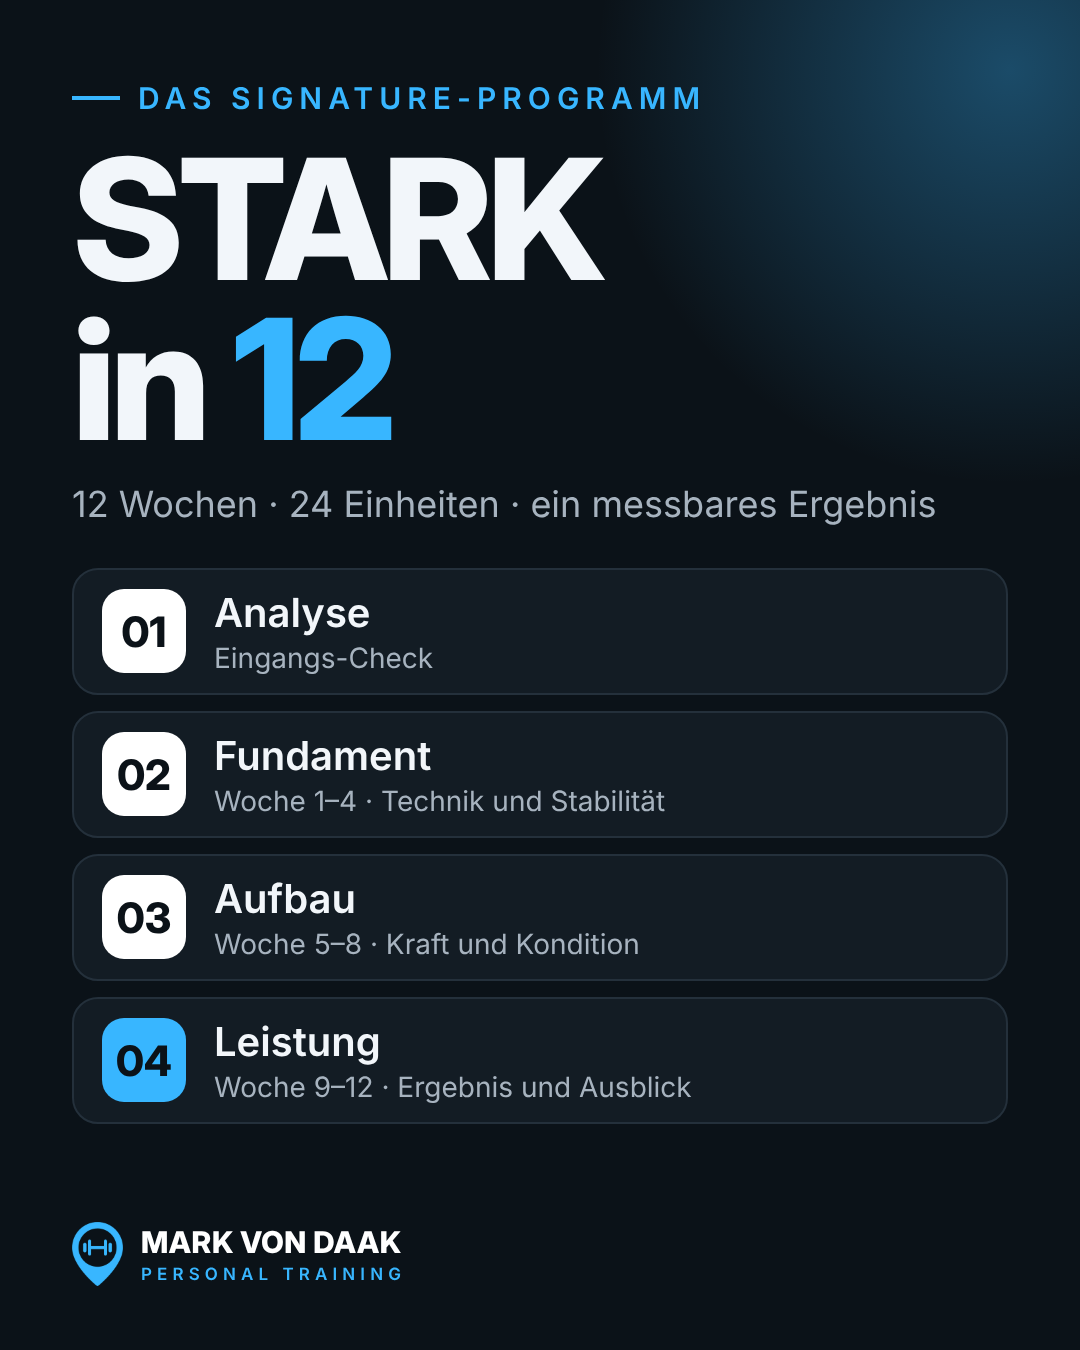 DAS SIGNATURE-PROGRAMM
STARK
in 12
12 Wochen · 24 Einheiten · ein messbares Ergebnis
01
Analyse
Eingangs-Check
02
Fundament
Woche 1–4 · Technik und Stabilität
03
Aufbau
Woche 5–8 · Kraft und Kondition
04
Leistung
Woche 9–12 · Ergebnis und Ausblick
MARK VON DAAK
PERSONAL TRAINING